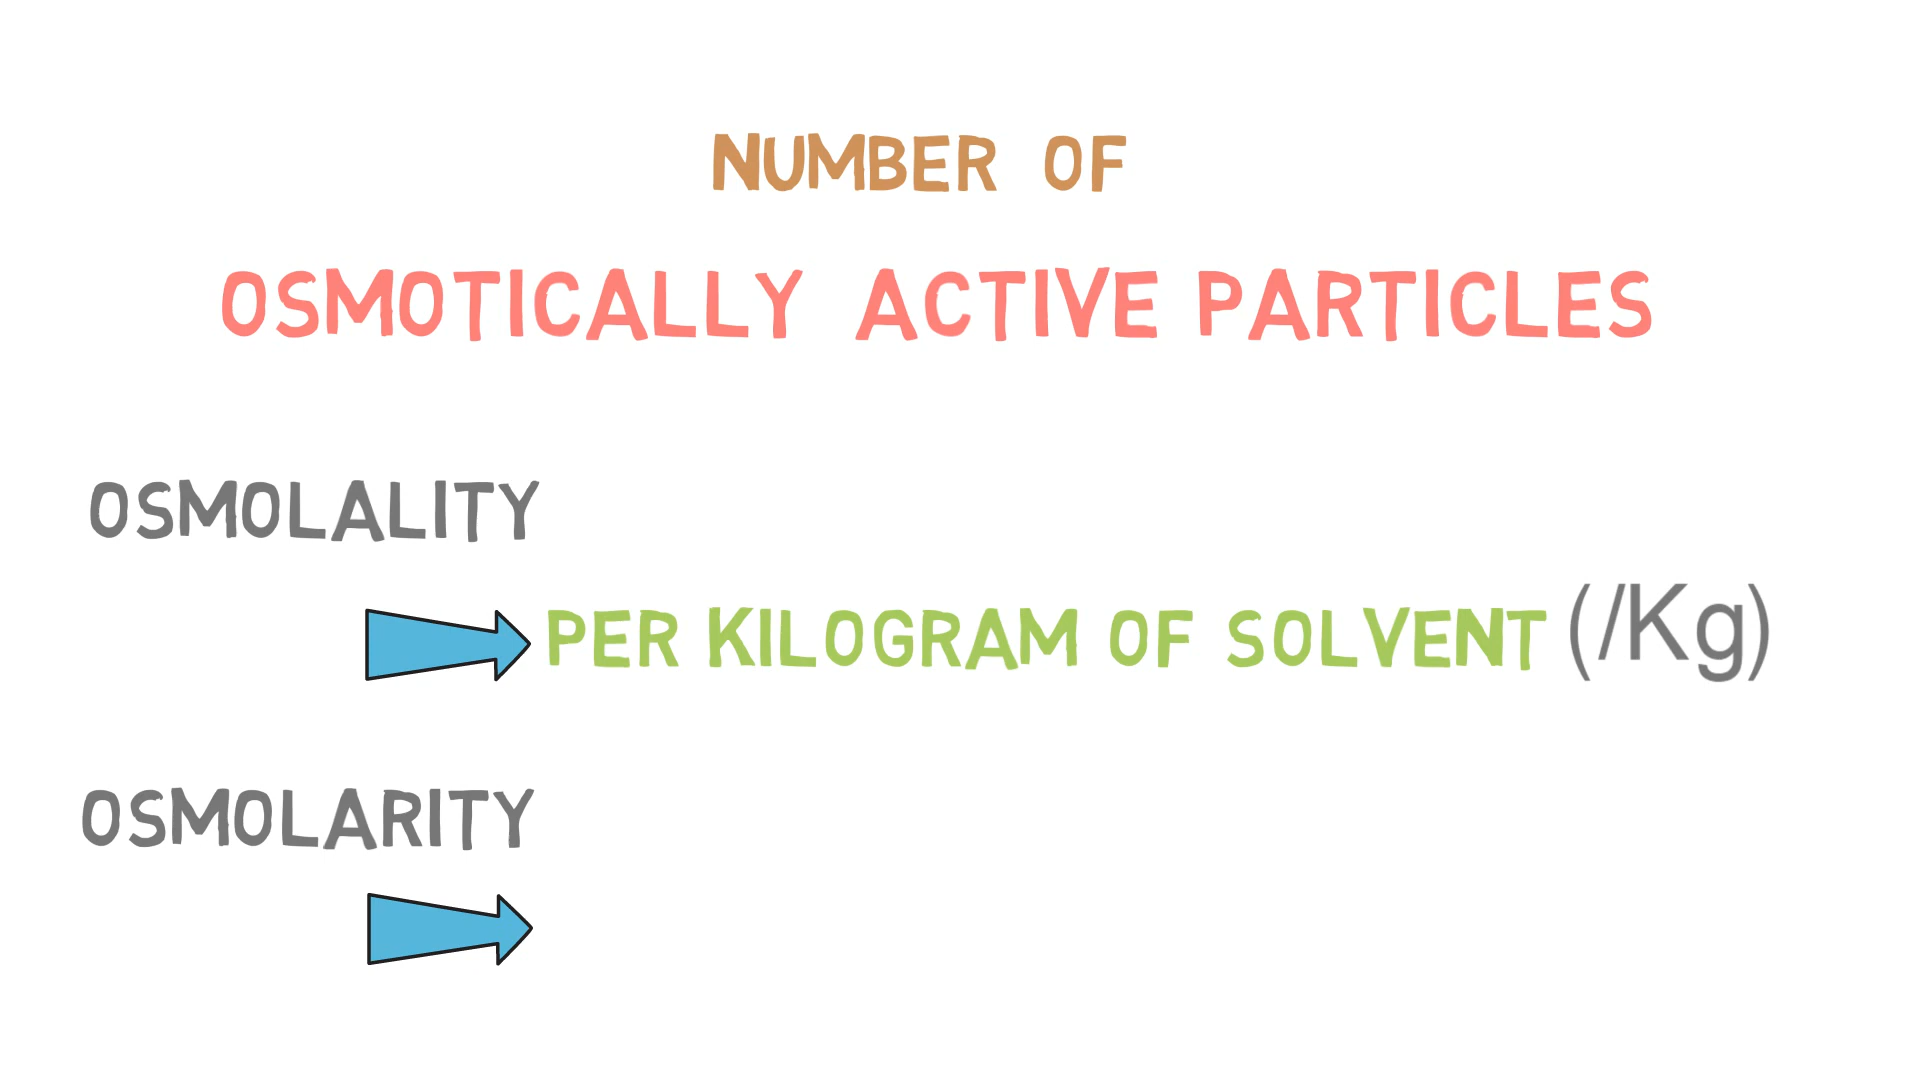 NUMBER OF
OSMOTICALLY ACTIVE PARTICLES
OSMOLALITY
PER KILOGRAM OF SOLVENT (/Kg)
OSMOLARITY